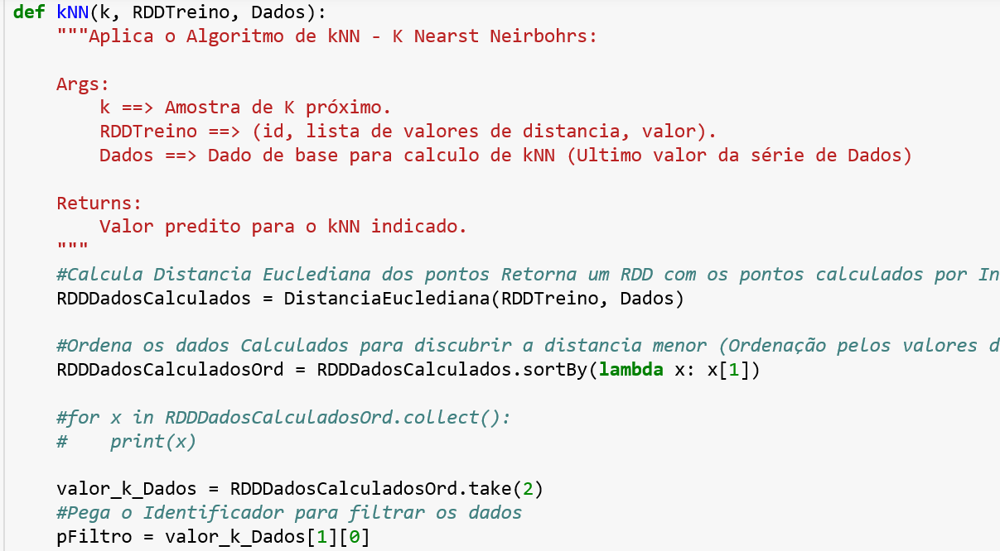 def kNN(k, RDDTreino, Dados):
"""Aplica o Algoritmo de kNN - K Nearst Neirbohrs:
Args:
k ==> Amostra de K próximo.
RDDTreino ==> (id, lista de valores de distancia, valor).
Dados ==> Dado de base para calculo de kNN (Ultimo valor da série de Dados)
Returns:
Valor predito para o kNN indicado.
"""
#Calcula Distancia Euclediana dos pontos Retorna um RDD com os pontos calculados por
RDDDadosCalculados = DistanciaEuclediana(RDDTreino, Dados)
#Ordena os dados Calculados para discubrir a distancia menor (Ordenação pelos valores
RDDDadosCalculadosOrd = RDDDadosCalculados.sortBy(lambda x: x[1])
#for x in RDDDadosCalculadosOrd.collect():
#    print(x)
valor_k_Dados = RDDDadosCalculadosOrd.take(2)
#Pega o Identificador para filtrar os dados
pFiltro = valor_k_Dados[1][0]